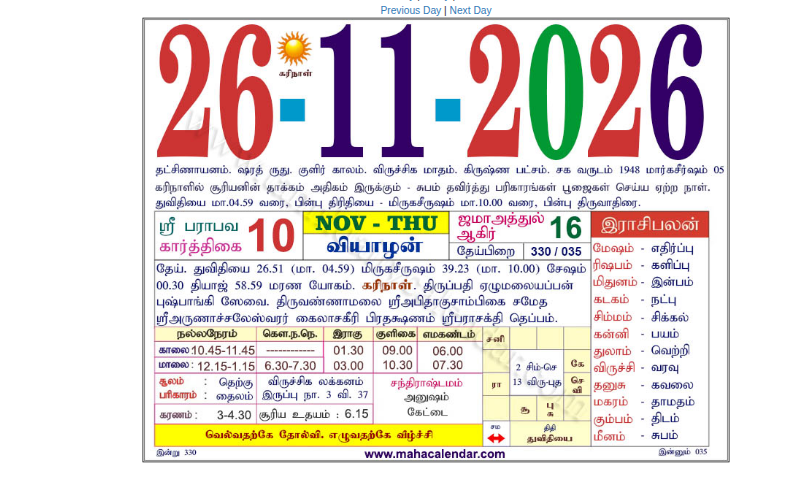 Previous Day | Next Day
26-11-2026
கரிநாள்
தட்சிணாயனம். ஷரத் ருது. குளிர் காலம். விருச்சிக மாதம். கிருஷ்ண பட்சம். சக வருடம் 1948 மார்கசீர்ஷம் 05
கரிநாளில் சூரியனின் தாக்கம் அதிகம் இருக்கும் - சுபம் தவிர்த்து பரிகாரங்கள் பூஜைகள் செய்ய ஏற்ற நாள்.
துவிதியை மா.04.59 வரை, பின்பு திரிதியை - மிருகசீருஷம் மா.10.00 வரை, பின்பு திருவாதிரை.
ஸ்ரீ பராபவ
கார்த்திகை 10
NOV - THU
வியாழன்
ஜமாஅத்துல் ஆகிர் 16
தேய்பிறை 330 / 035
இராசிபலன்
மேஷம் - எதிர்ப்பு
ரிஷபம் - களிப்பு
மிதுனம் - இன்பம்
கடகம் - நட்பு
சிம்மம் - சிக்கல்
கன்னி - பயம்
துலாம் - வெற்றி
விருச்சி - வரவு
தனுசு - கவலை
மகரம் - தாமதம்
கும்பம் - திடம்
மீனம் - சுபம்
தேய். துவிதியை 26.51 (மா. 04.59) மிருகசீருஷம் 39.23 (மா. 10.00) சேஷம்
00.30 தியாஜ் 58.59 மரண யோகம். கரிநாள். திருப்பதி ஏழுமலையப்பன்
புஷ்பாங்கி ஸேவை. திருவண்ணாமலை ஸ்ரீஅபிதாகுசாம்பிகை சமேத
ஸ்ரீஅருணாச்சலேஸ்வரர் கைலாசகிரி பிரதக்ஷணம் ஸ்ரீபராசக்தி தெப்பம்.
நல்லநேரம் கௌ.ந.நே. இராகு குளிகை எமகண்டம்
காலை: 10.45-11.45 ------------ 01.30 09.00 06.00
மாலை: 12.15-1.15 6.30-7.30 03.00 10.30 07.30
சூலம் : தெற்கு
பரிகாரம் : தைலம்
விருச்சிக லக்கனம்
இருப்பு நா. 3 வி. 37
சந்திராஷ்டமம்
அனுஷம்
கேட்டை
கரணம் : 3-4.30 சூரிய உதயம் : 6.15
வெல்வதற்கே தோல்வி. எழுவதற்கே வீழ்ச்சி
சனி
ரா
2 சிம்-செ
13 விரு-புத
கே
செ
வி
சூ
பு
சு
சம
திதி
துவிதியை
இன்று 330
www.mahacalendar.com
இன்னும் 035